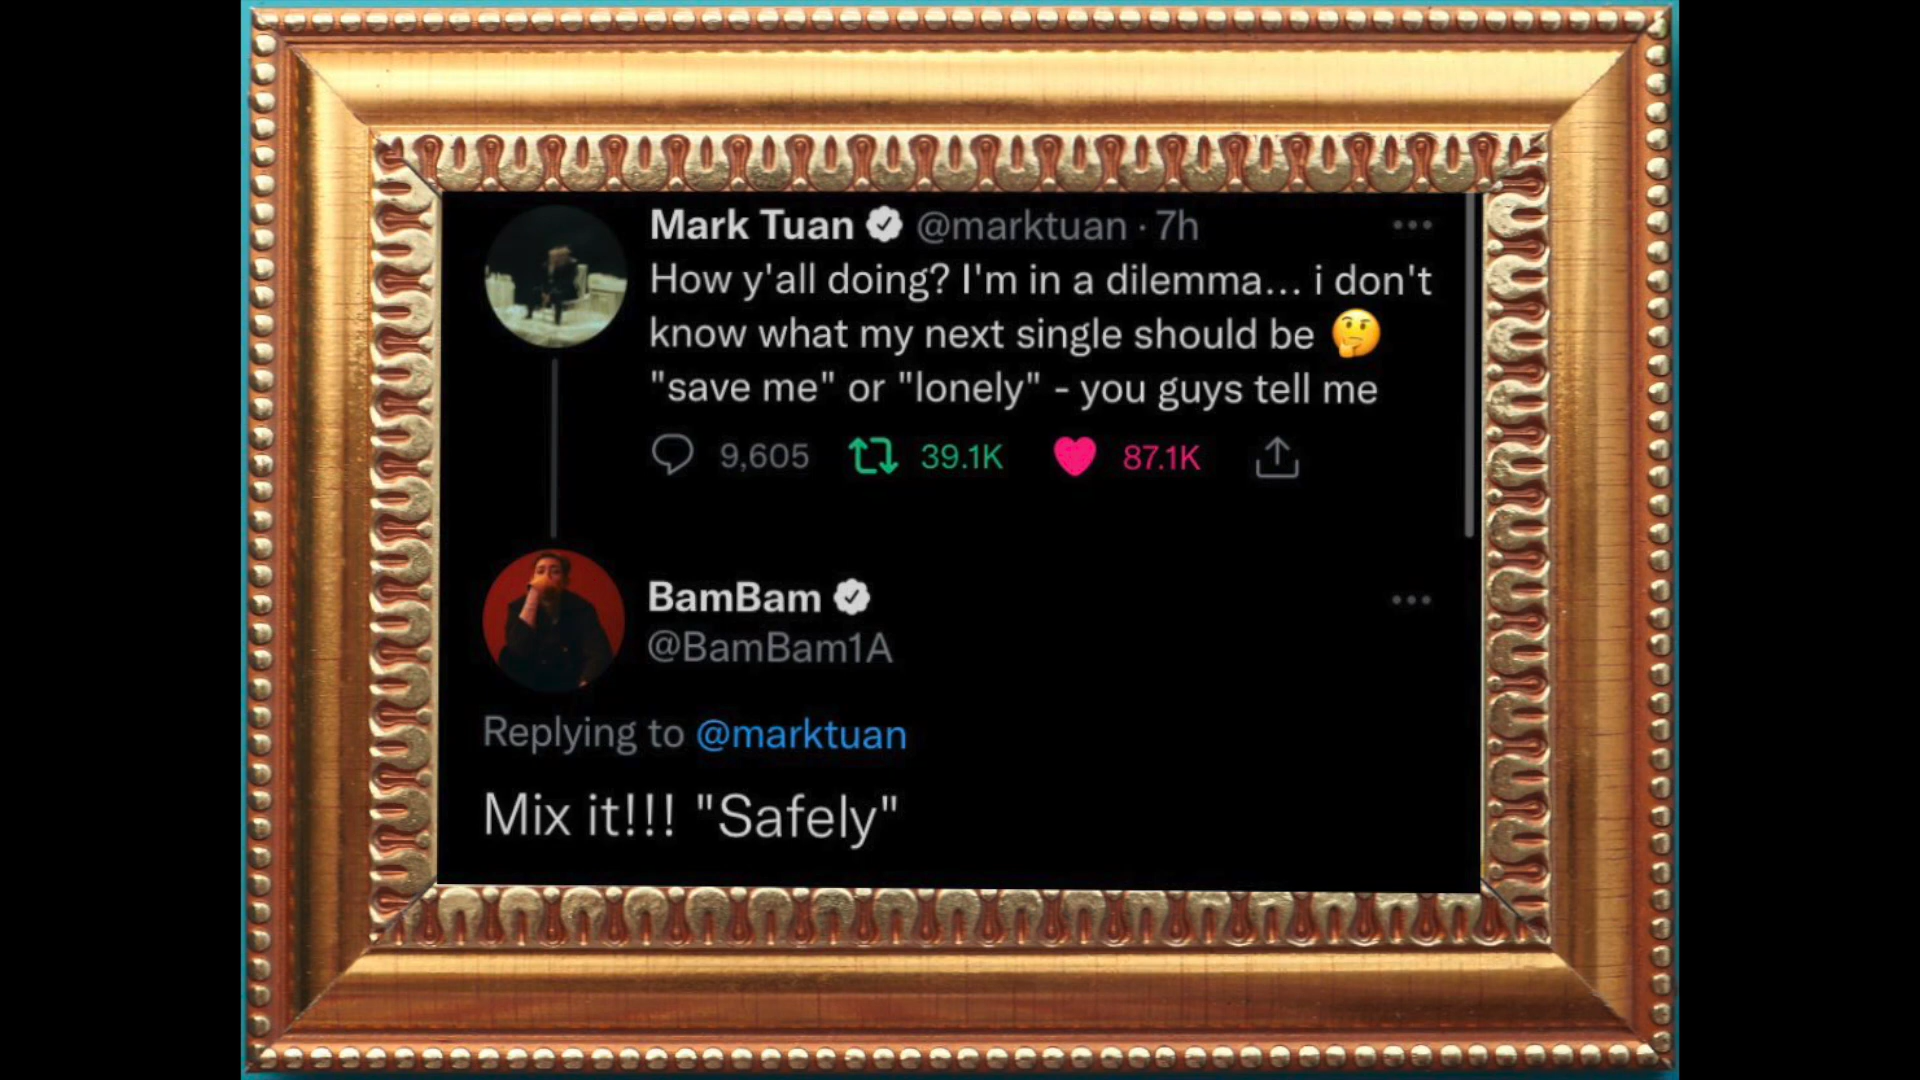 Mark Tuan @marktuan · 7h
How y'all doing? I'm in a dilemma... i don't
know what my next single should be 🤔
"save me" or "lonely" - you guys tell me
9,605 39.1K 87.1K
BamBam
@BamBam1A
Replying to @marktuan
Mix it!!! "Safely"